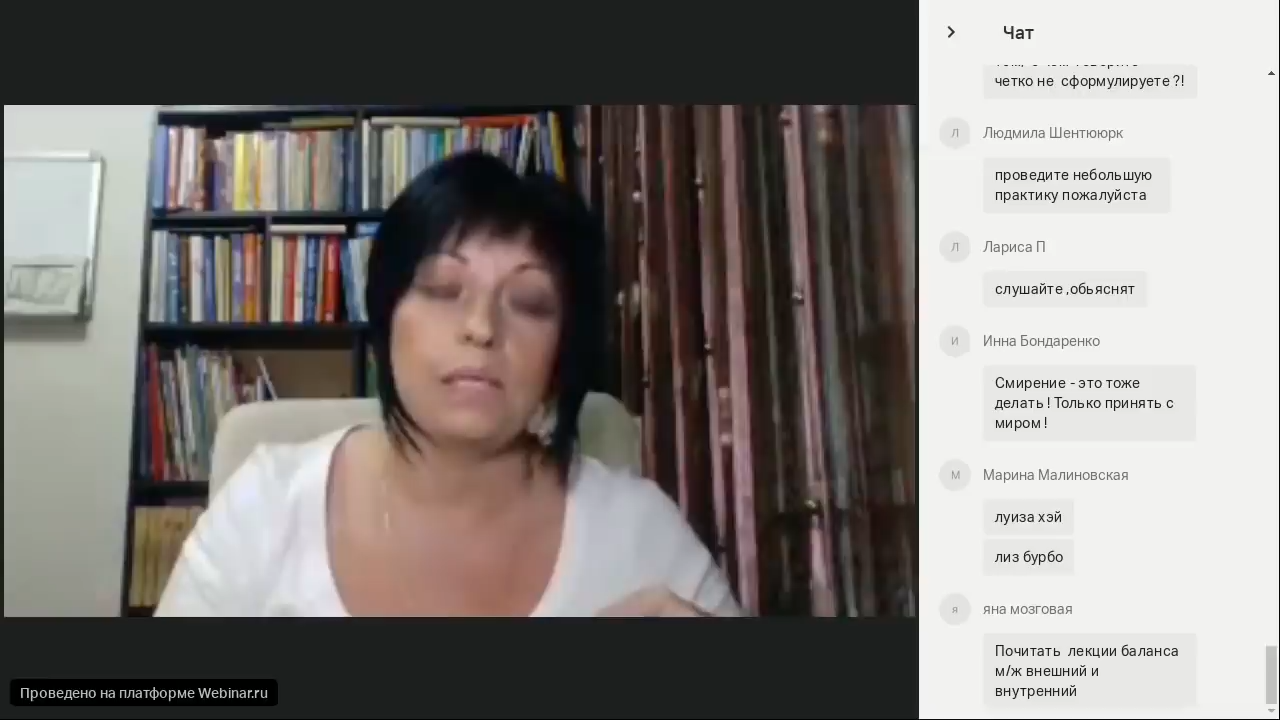 Чат
четко не сформулируете ?!
Л
Людмила Шентююрк
проведите небольшую
практику пожалуйста
Л
Лариса П
слушайте ,обьяснят
И
Инна Бондаренко
Смирение - это тоже
делать ! Только принять с
миром !
М
Марина Малиновская
луиза хэй
лиз бурбо
я
яна мозговая
Почитать лекции баланса
м/ж внешний и
внутренний
Проведено на платформе Webinar.ru